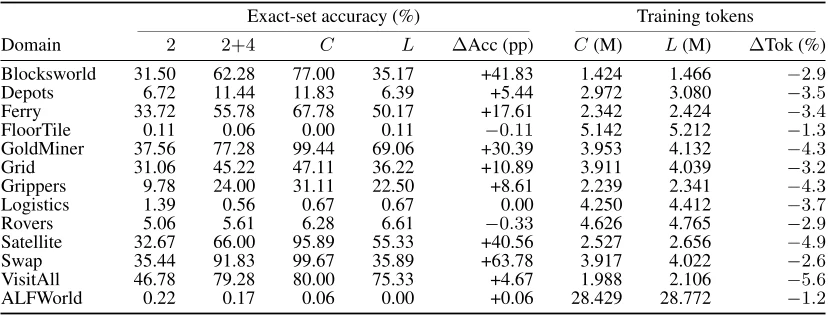 Exact-set accuracy (%) Training tokens
Domain 2 2+4 C L ΔAcc (pp) C (M) L (M) ΔTok (%)
Blocksworld 31.50 62.28 77.00 35.17 +41.83 1.424 1.466 −2.9
Depots 6.72 11.44 11.83 6.39 +5.44 2.972 3.080 −3.5
Ferry 33.72 55.78 67.78 50.17 +17.61 2.342 2.424 −3.4
FloorTile 0.11 0.06 0.00 0.11 −0.11 5.142 5.212 −1.3
GoldMiner 37.56 77.28 99.44 69.06 +30.39 3.953 4.132 −4.3
Grid 31.06 45.22 47.11 36.22 +10.89 3.911 4.039 −3.2
Grippers 9.78 24.00 31.11 22.50 +8.61 2.239 2.341 −4.3
Logistics 1.39 0.56 0.67 0.67 0.00 4.250 4.412 −3.7
Rovers 5.06 5.61 6.28 6.61 −0.33 4.626 4.765 −2.9
Satellite 32.67 66.00 95.89 55.33 +40.56 2.527 2.656 −4.9
Swap 35.44 91.83 99.67 35.89 +63.78 3.917 4.022 −2.6
VisitAll 46.78 79.28 80.00 75.33 +4.67 1.988 2.106 −5.6
ALFWorld 0.22 0.17 0.06 0.00 +0.06 28.429 28.772 −1.2